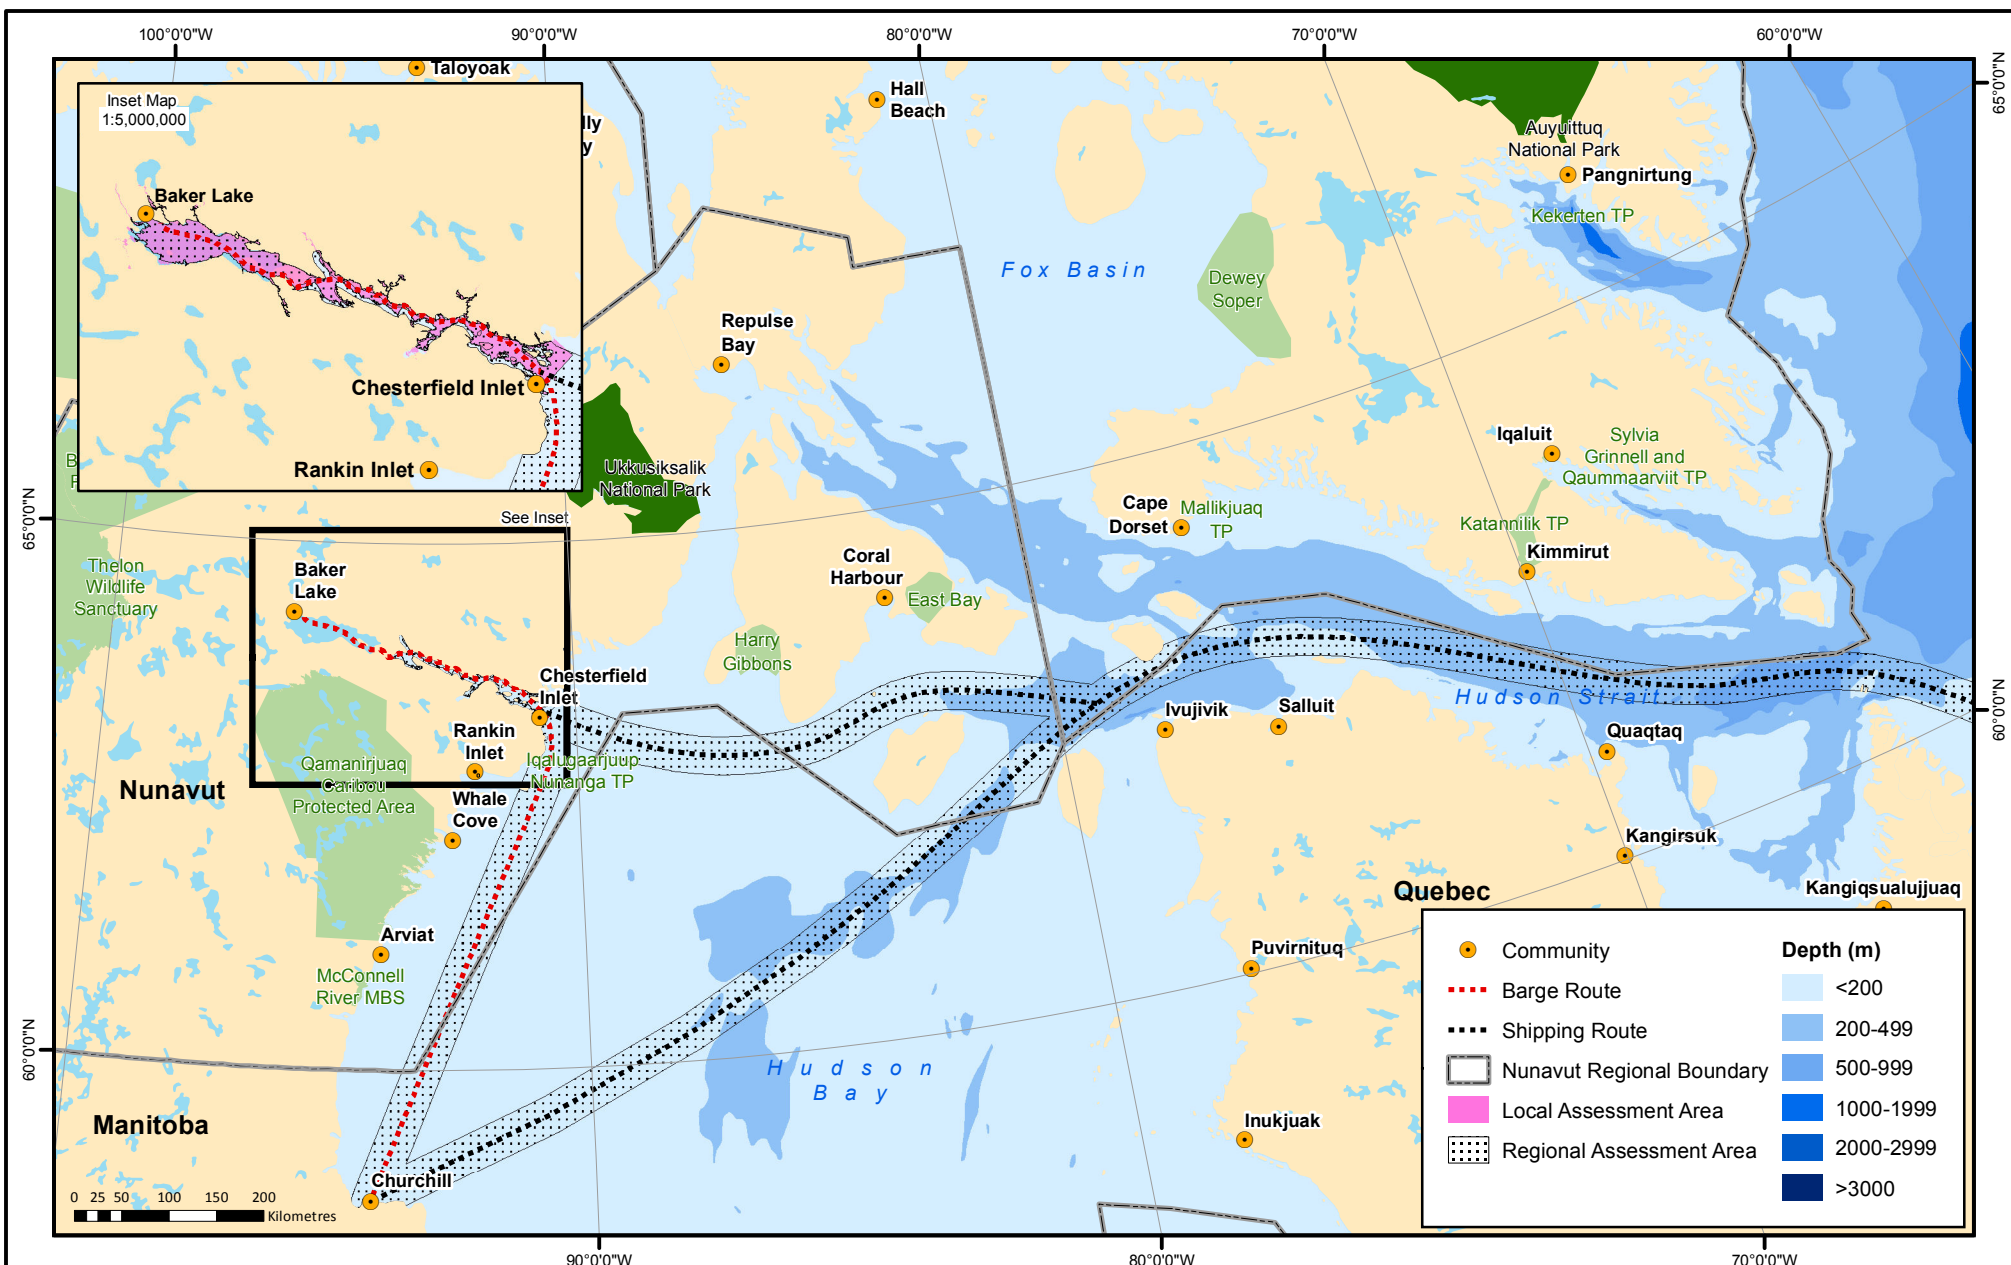 100°0'0"W
90°0'0"W
80°0'0"W
70°0'0"W
60°0'0"W
65°0'0"N
Taloyoak
Inset Map
1:5,000,000
lly
y
Baker Lake
Chesterfield Inlet
Rankin Inlet
Hall
Beach
Auyuittuq
National Park
Pangnirtung
Kekerten TP
Fox Basin
Dewey
Soper
Repulse
Bay
Iqaluit
Sylvia
Grinnell and
Qaummaarviit TP
B
P
Ukkusiksalik
National Park
See Inset
65°0'0"N
Cape
Dorset
Mallikjuaq
TP
Katannilik TP
Kimmirut
Coral
Harbour
East Bay
Thelon
Wildlife
Sanctuary
Baker
Lake
Harry
Gibbons
Chesterfield
Inlet
Hudson Strait
Ivujivik
Salluit
60°0'0"N
Rankin
Inlet
Quaqtaq
Iqalugaarjuup
Nunanga TP
Qamanirjuaq
Caribou
Protected Area
Nunavut
Whale
Cove
Kangirsuk
Quebec
Kangiqsualujjuaq
Arviat
Puvirnituq
McConnell
River MBS
60°0'0"N
Hudson
Bay
Manitoba
Inukjuak
Churchill
0 25 50 100 150 200
Kilometres
Community
Barge Route
Shipping Route
Nunavut Regional Boundary
Local Assessment Area
Regional Assessment Area
Depth (m)
<200
200-499
500-999
1000-1999
2000-2999
>3000
90°0'0"W
80°0'0"W
70°0'0"W